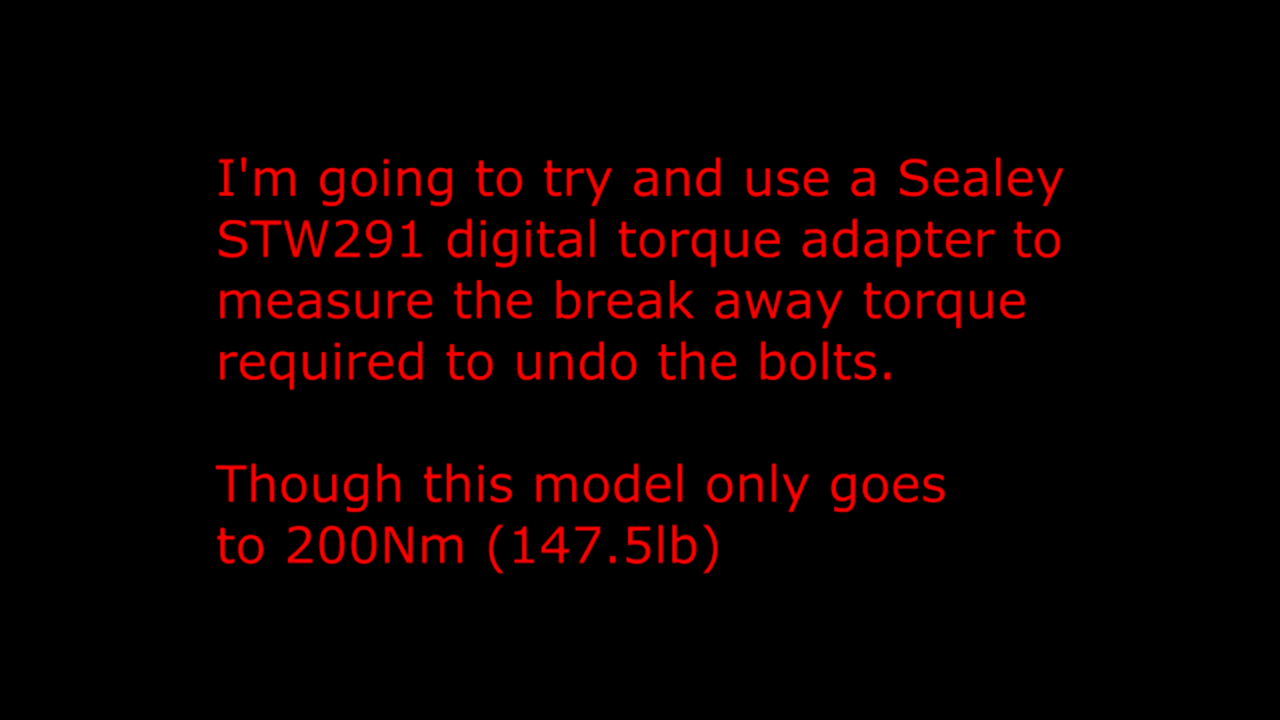 I'm going to try and use a Sealey
STW291 digital torque adapter to
measure the break away torque
required to undo the bolts.
Though this model only goes
to 200Nm (147.5lb)